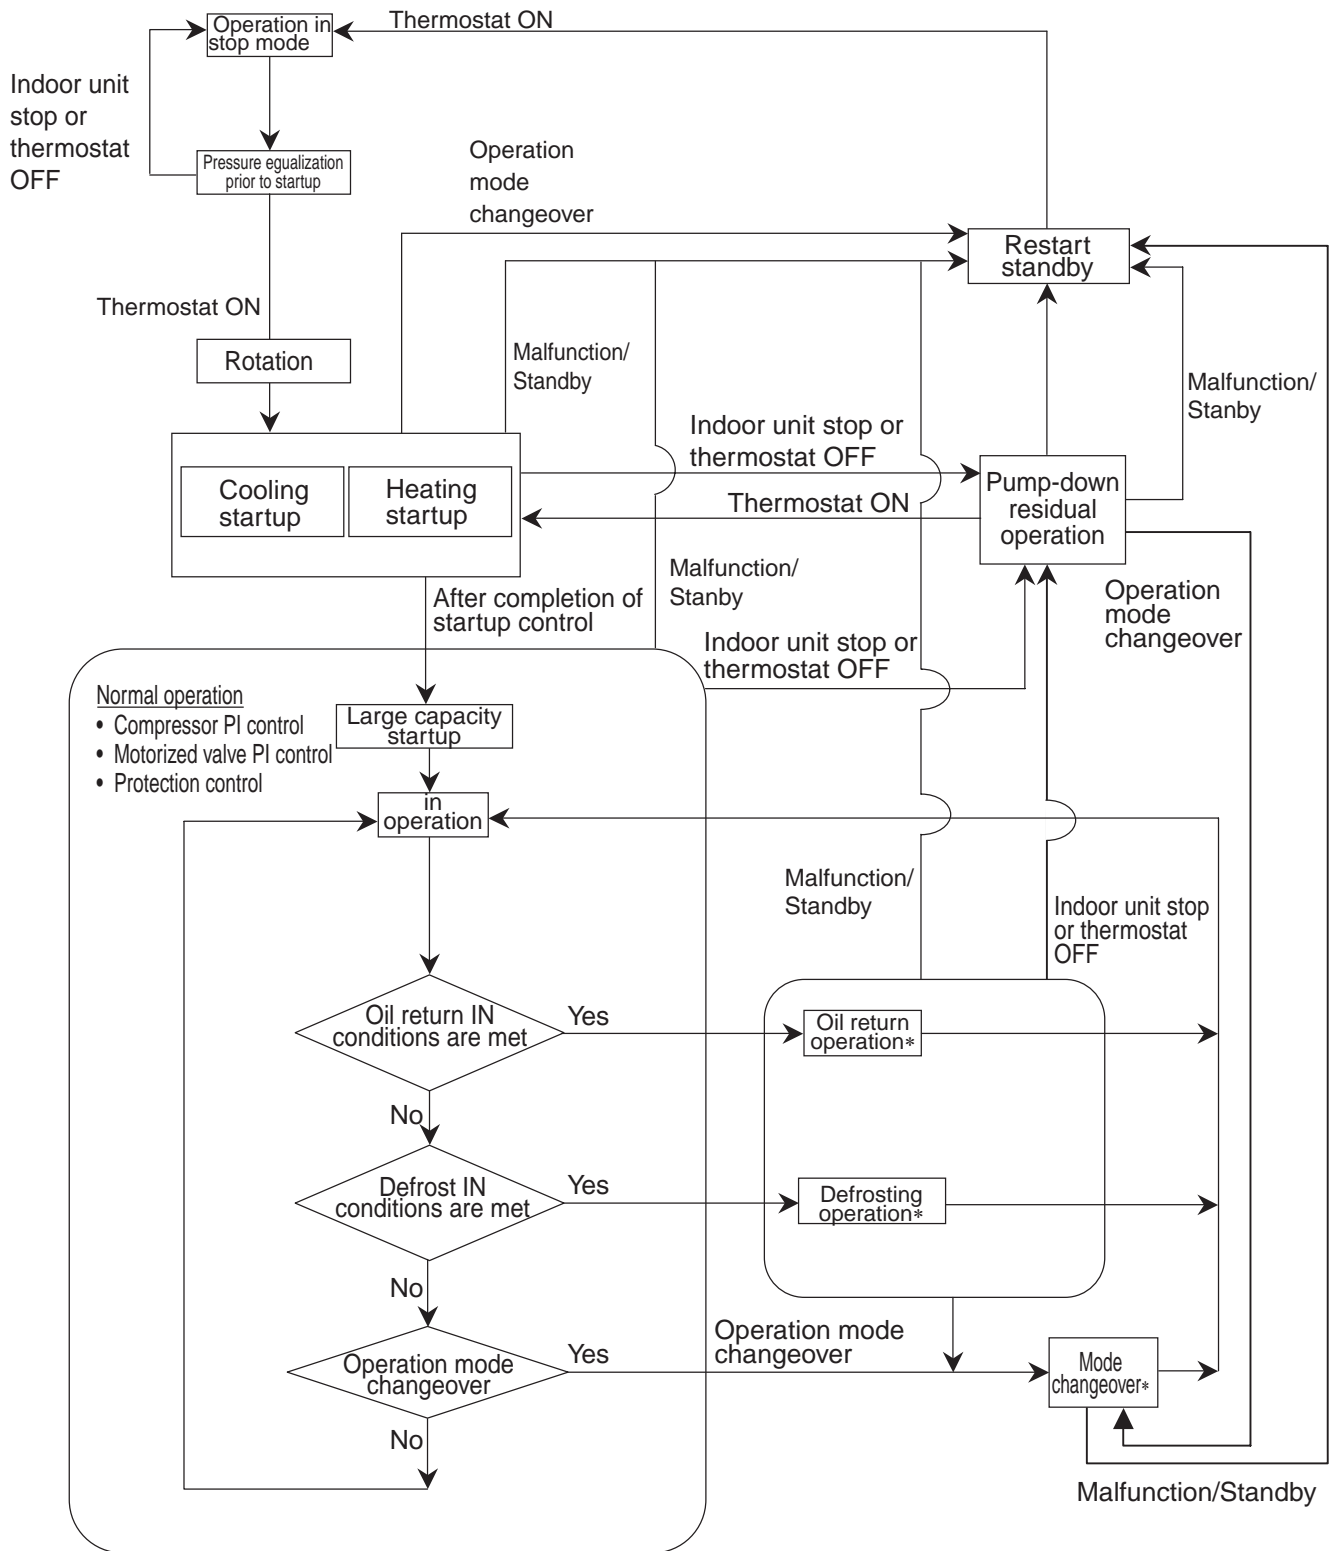 Operation in
stop mode
Thermostat ON
Indoor unit
stop or
thermostat
OFF
Pressure egualization
prior to startup
Operation
mode
changeover
Restart
standby
Thermostat ON
Rotation
Malfunction/
Standby
Malfunction/
Stanby
Indoor unit stop or
thermostat OFF
Cooling
startup
Heating
startup
Thermostat ON
Pump-down
residual
operation
After completion of
startup control
Malfunction/
Stanby
Operation
mode
changeover
Indoor unit stop or
thermostat OFF
Normal operation
• Compressor PI control
• Motorized valve PI control
• Protection control
Large capacity
startup
in
operation
Malfunction/
Standby
Indoor unit stop
or thermostat
OFF
Oil return IN
conditions are met
Yes
Oil return
operation*
No
Defrost IN
conditions are met
Yes
Defrosting
operation*
No
Operation mode
changeover
Yes
Operation mode
changeover
Mode
changeover*
No
Malfunction/Standby